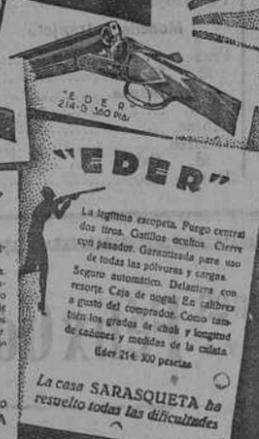 "EDER"
214-D 300 Ptas
"EDER"
La legítima escopeta. Fuego central
dos tiros. Gatillos ocultos. Cierre
con pasador. Garantizada para uso
de todas las pólvoras y cargas.
Seguro automático. Delantera con
resorte. Caja de nogal. En calibres
a gusto del comprador. Como tam-
bién los grados de chok y longitud
de cañones y medidas de la culata
Eder 214: 300 pesetas
La casa SARASQUETA ha
resuelto todas las dificultades